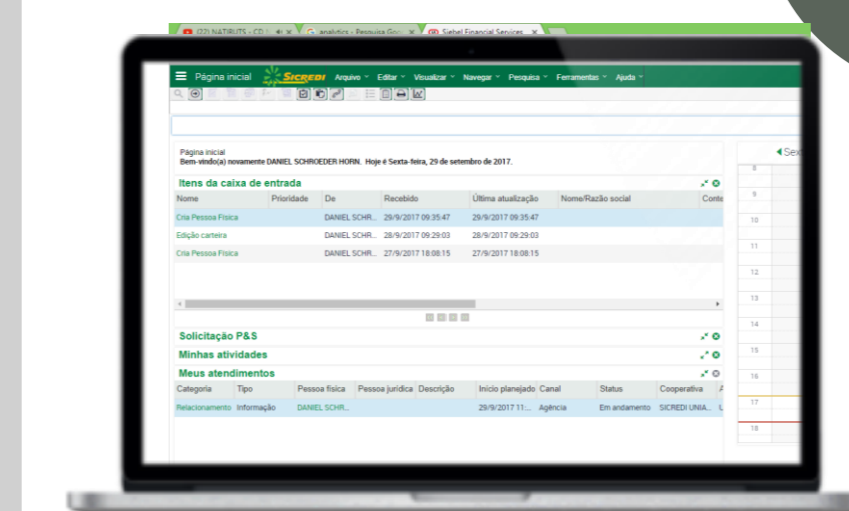 (22) NATIRUTS - CD analytics - Pesquisa Goo Siebel Financial Services
Página inicial SICREDI Arquivo Editar Visualizar Navegar Pesquisa Ferramentas Ajuda
Página inicial
Bem-vindo(a) novamente DANIEL SCHROEDER HORN. Hoje é Sexta-feira, 29 de setembro de 2017.
Itens da caixa de entrada
Nome Prioridade De Recebido Última atualização Nome/Razão social Conte
Cria Pessoa Física DANIEL SCHR... 29/9/2017 09:35:47 29/9/2017 09:35:47
Edição carteira DANIEL SCHR... 28/9/2017 09:29:03 28/9/2017 09:29:03
Cria Pessoa Física DANIEL SCHR... 27/9/2017 18:08:15 27/9/2017 18:08:15
Solicitação P&S
Minhas atividades
Meus atendimentos
Categoria Tipo Pessoa física Pessoa jurídica Descrição Início planejado Canal Status Cooperativa
Relacionamento Informação DANIEL SCHR... 29/9/2017 11:... Agência Em andamento SICREDI UNIA...
Sex
8
9
10
11
12
13
14
15
16
17
18